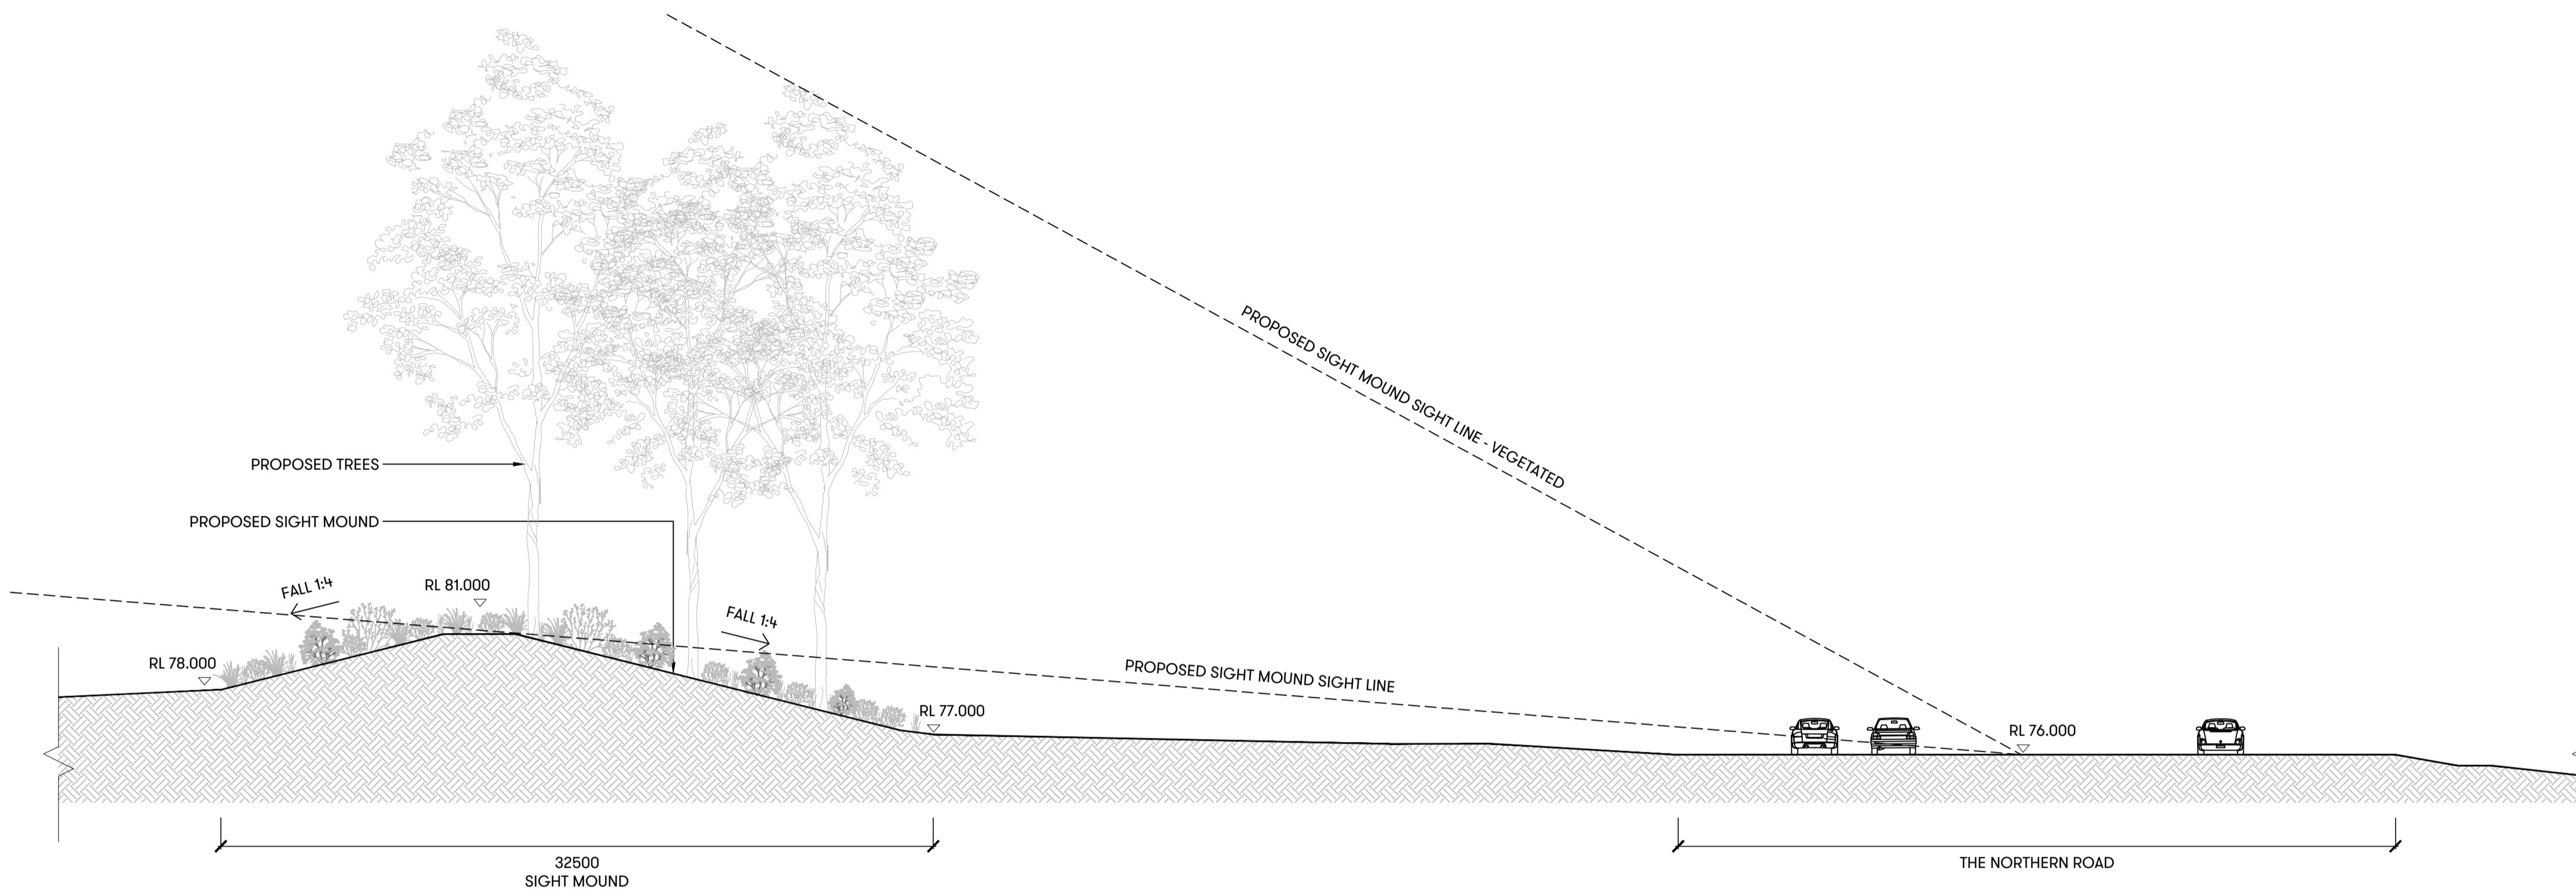 PROPOSED SIGHT MOUND SIGHT LINE - VEGETATED
PROPOSED TREES
PROPOSED SIGHT MOUND
FALL 1:4
RL 81.000
FALL 1:4
RL 78.000
PROPOSED SIGHT MOUND SIGHT LINE
RL 77.000
RL 76.000
32500
SIGHT MOUND
THE NORTHERN ROAD